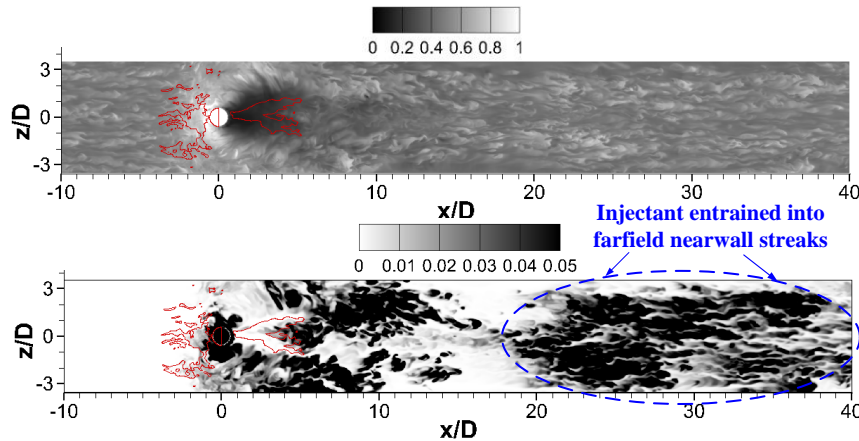 0 0.2 0.4 0.6 0.8 1
3
0
-3
z/D
-10 0 10 20 30 40
x/D
Injectant entrained into
farfield nearwall streaks
0 0.01 0.02 0.03 0.04 0.05
3
0
-3
z/D
-10 0 10 20 30 40
x/D